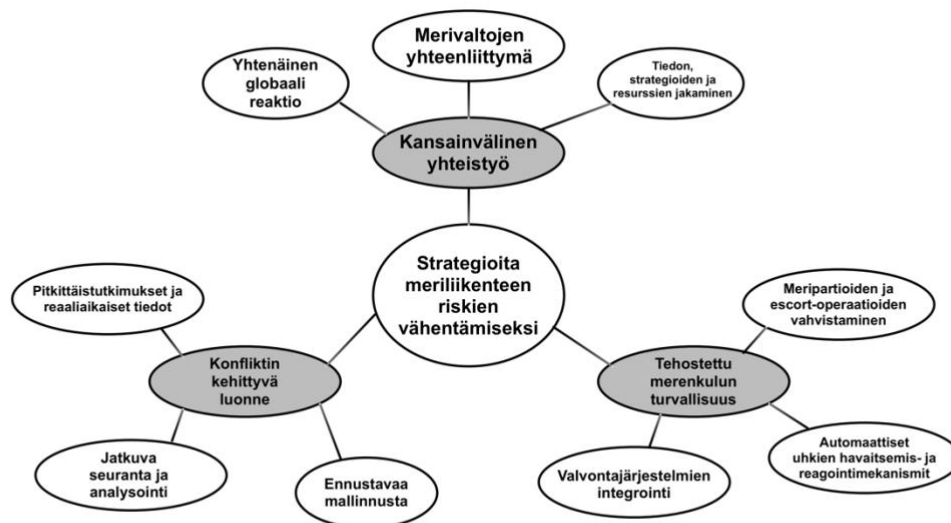 Merivaltojen
yhteenliittymä
Yhtenäinen
globaali
reaktio
Tiedon,
strategioiden ja
resurssien jakaminen
Kansainvälinen
yhteistyö
Strategioita
meriliikenteen
riskien
vähentämiseksi
Pitkittäistutkimukset ja
reaaliaikaiset tiedot
Konfliktin
kehittyvä
luonne
Jatkuva
seuranta ja
analysointi
Ennustavaa
mallinnusta
Meripartioiden ja
escort-operaatioiden
vahvistaminen
Tehostettu
merenkulun
turvallisuus
Valvontajärjestelmien
integrointi
Automaattiset
uhkien havaitsemis- ja
reagointimekanismit